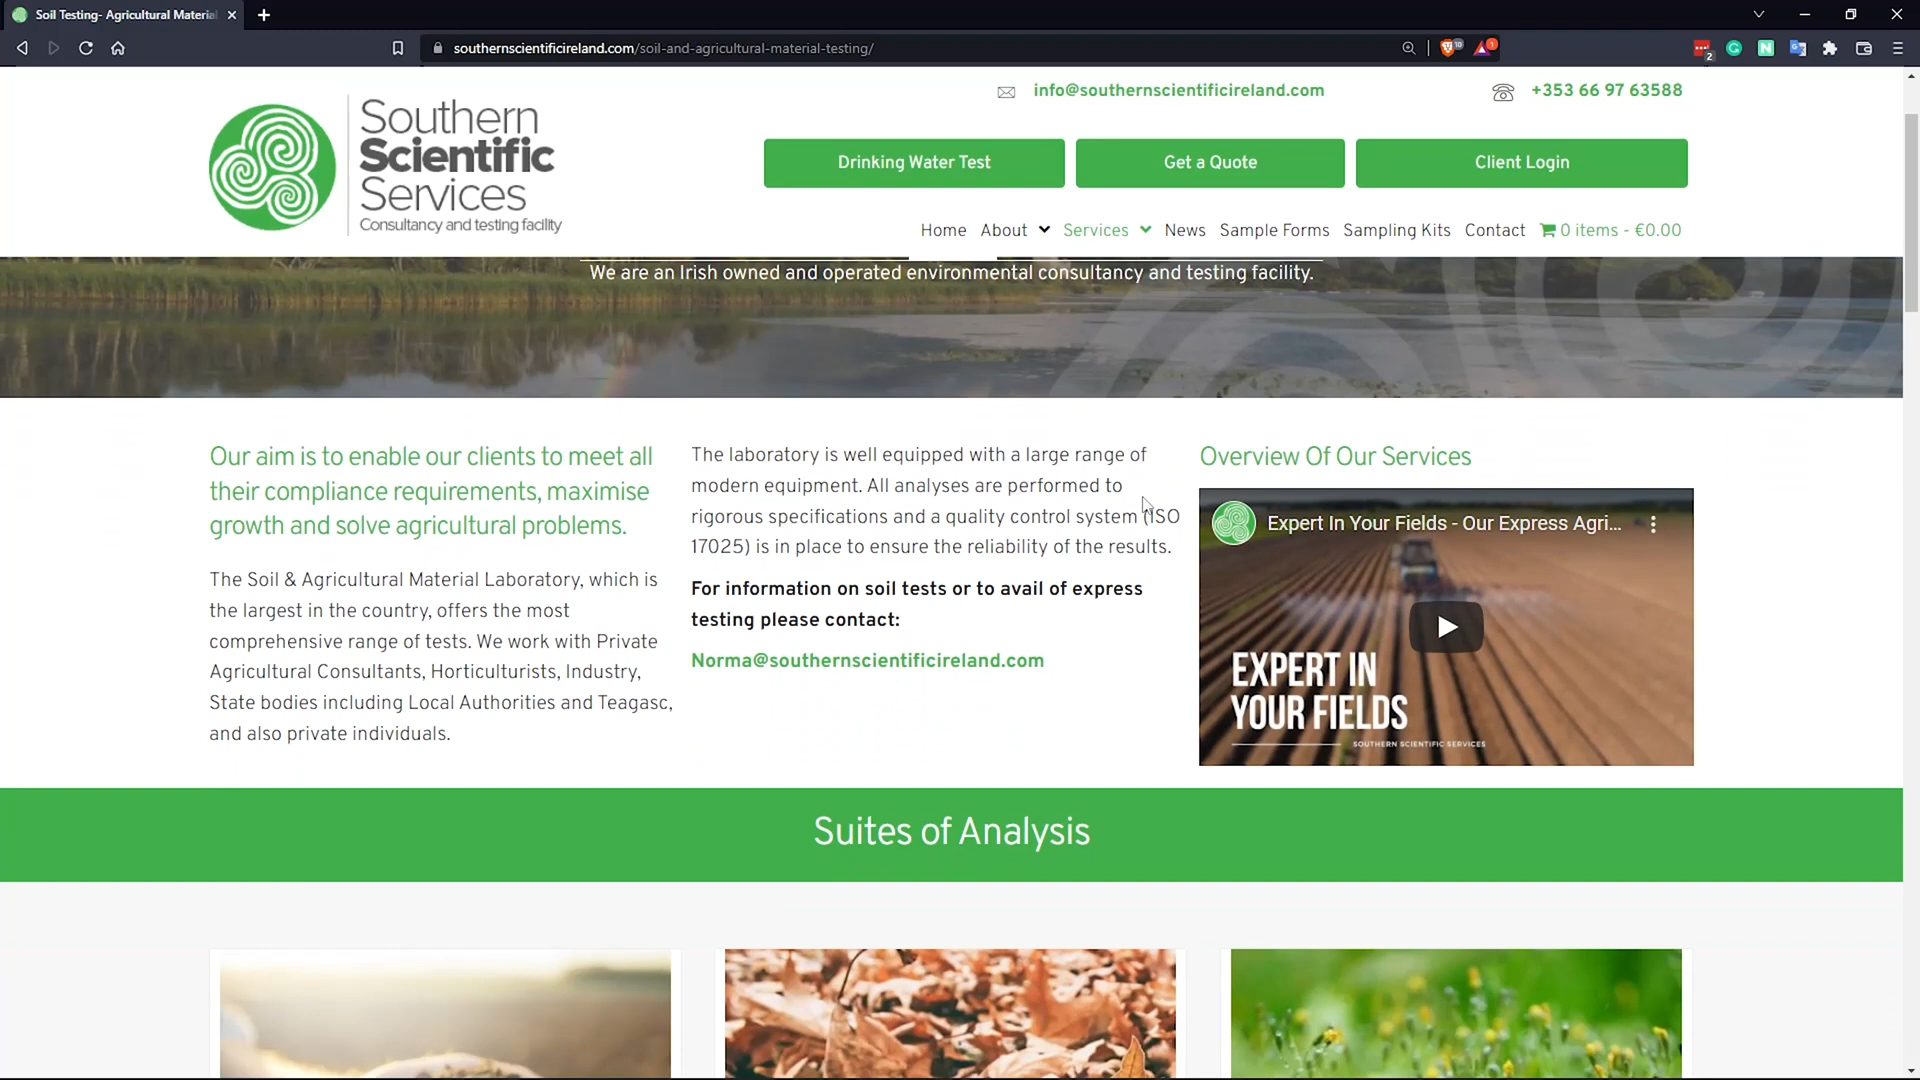 Soil Testing- Agricultural Material
southernscientificireland.com/soil-and-agricultural-material-testing/
10
1
2
info@southernscientificireland.com
+353 66 97 63588
Southern
Scientific
Services
Consultancy and testing facility
Drinking Water Test
Get a Quote
Client Login
Home
About
Services
News
Sample Forms
Sampling Kits
Contact
0 items - €0.00
We are an Irish owned and operated environmental consultancy and testing facility.
Our aim is to enable our clients to meet all
their compliance requirements, maximise
growth and solve agricultural problems.
The Soil & Agricultural Material Laboratory, which is
the largest in the country, offers the most
comprehensive range of tests. We work with Private
Agricultural Consultants, Horticulturists, Industry,
State bodies including Local Authorities and Teagasc,
and also private individuals.
The laboratory is well equipped with a large range of
modern equipment. All analyses are performed to
rigorous specifications and a quality control system (ISO
17025) is in place to ensure the reliability of the results.
For information on soil tests or to avail of express
testing please contact:
Norma@southernscientificireland.com
Overview Of Our Services
Expert In Your Fields - Our Express Agri...
EXPERT IN
YOUR FIELDS
SOUTHERN SCIENTIFIC SERVICES
Suites of Analysis